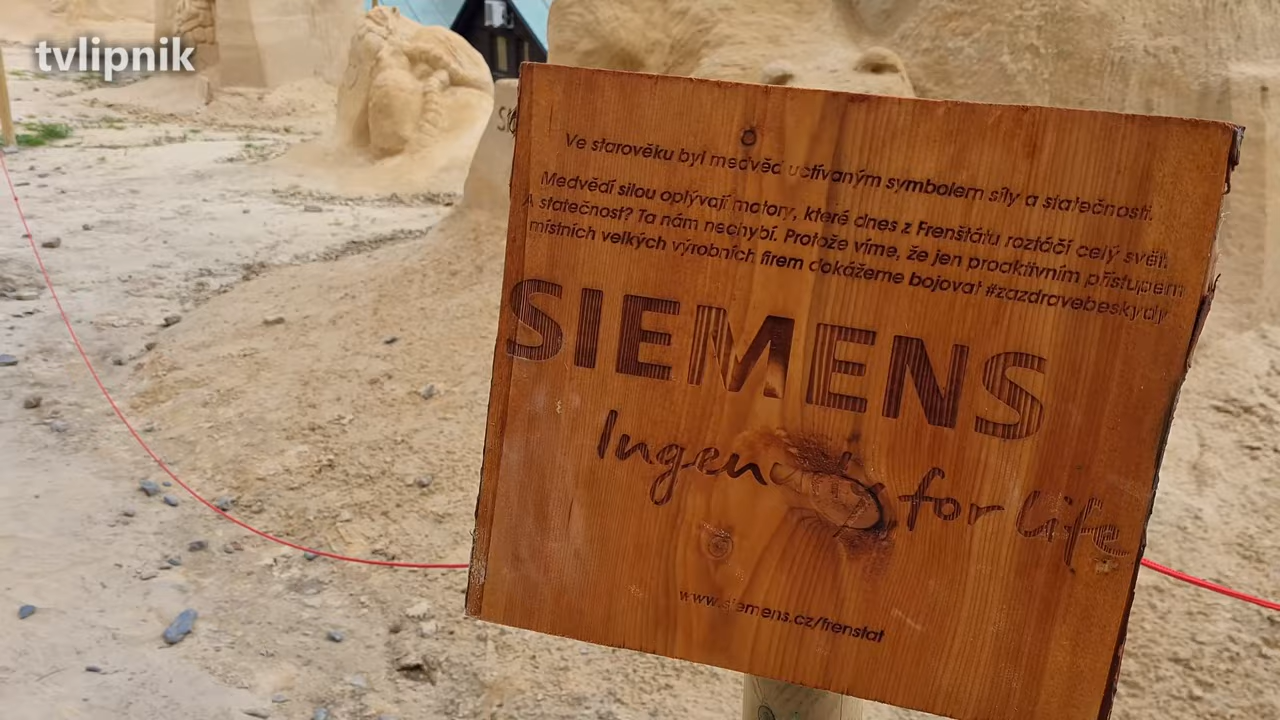 tvlipnik
Ve starověku byl medvěd uctívaným symbolem síly a statečnosti.
Medvědí silou oplývají motory, které dnes z Frenštátu roztáčí celý svět.
A statečnost? Ta nám nechybí. Protože víme, že jen proaktivním přístupem
místních velkých výrobních firem dokážeme bojovat #zazdravebeskydy
SIEMENS
Ingenuity for life
www.siemens.cz/frenstat